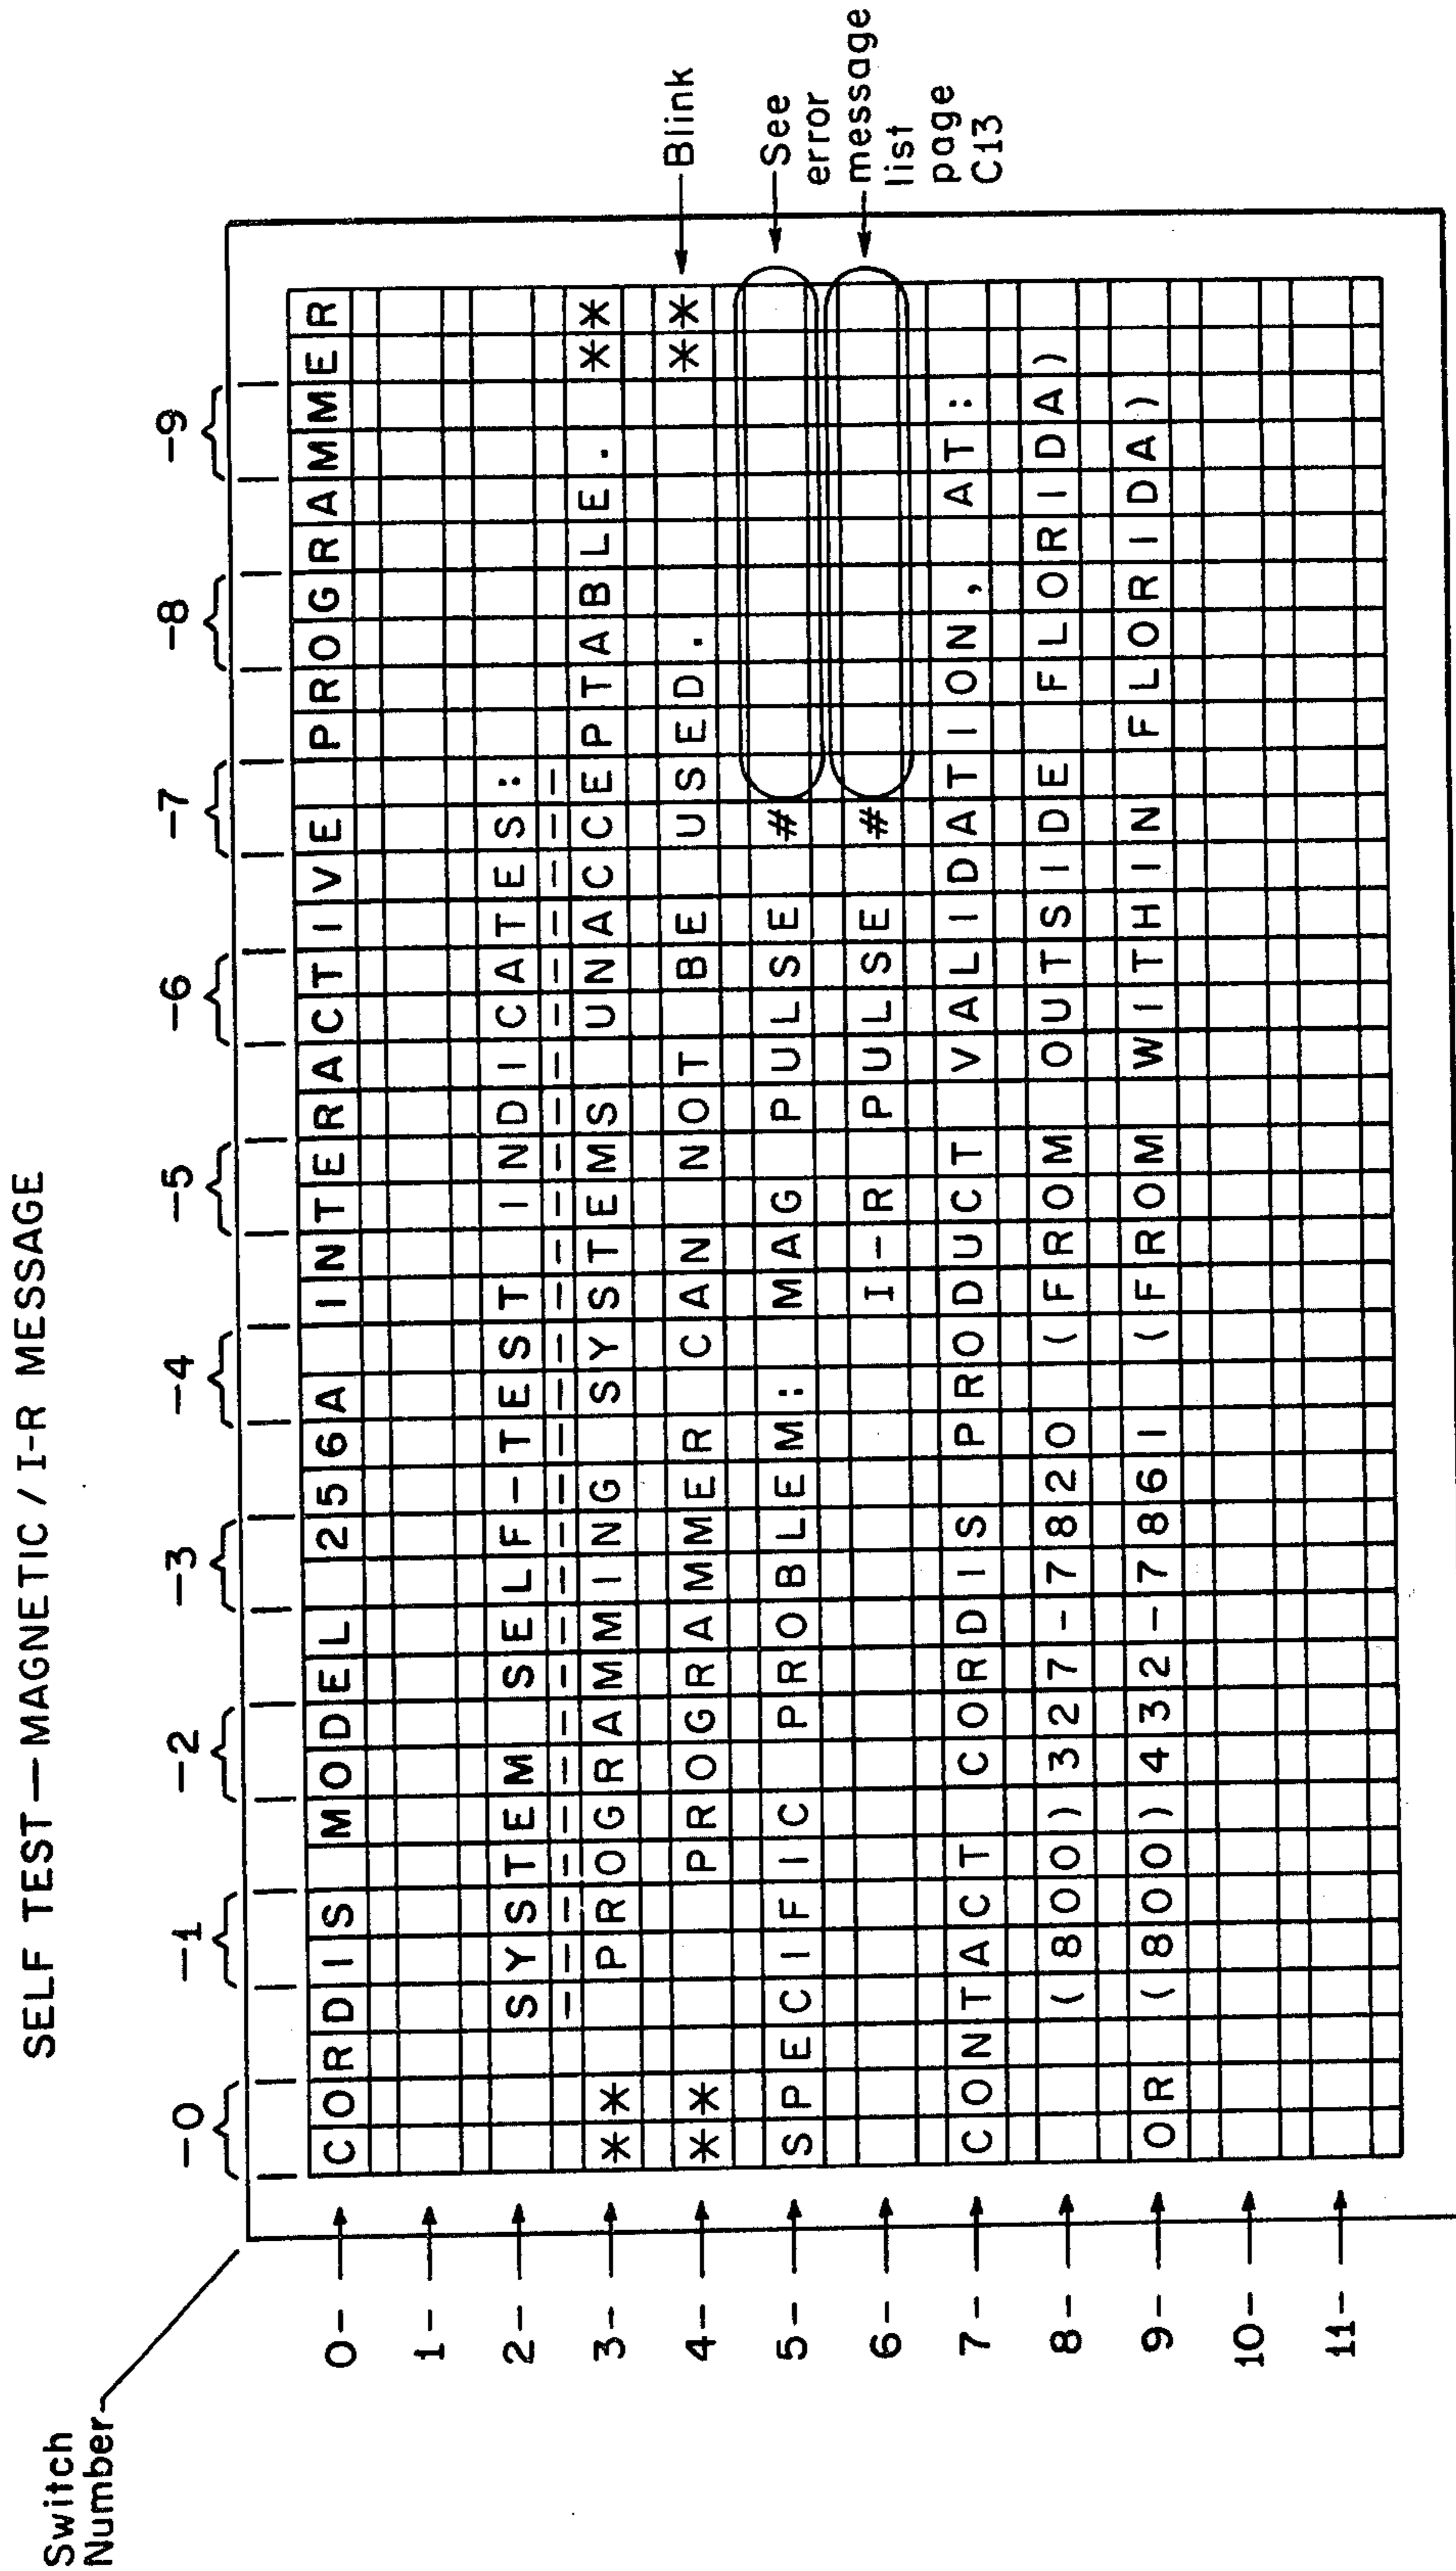 SELF TEST—MAGNETIC / I-R MESSAGE
Switch
Number
-0 -1 -2 -3 -4 -5 -6 -7 -8 -9
0- CORDIS MODEL 256A INTERACTIVE PROGRAMMER
1-
2- SYSTEM SELF-TEST INDICATES:
3- ** PROGRAMMING SYSTEMS UNACCEPTABLE. **
4- ** PROGRAMMER CAN NOT BE USED. ** Blink
5- SPECIFIC PROBLEM: MAG PULSE #
6- I-R PULSE #
See
error
message
list
page
C13
7- CONTACT CORDIS PRODUCT VALIDATION, AT:
8- (800) 327-7820 (FROM OUTSIDE FLORIDA)
9- OR (800) 432-7861 (FROM WITHIN FLORIDA)
10-
11-